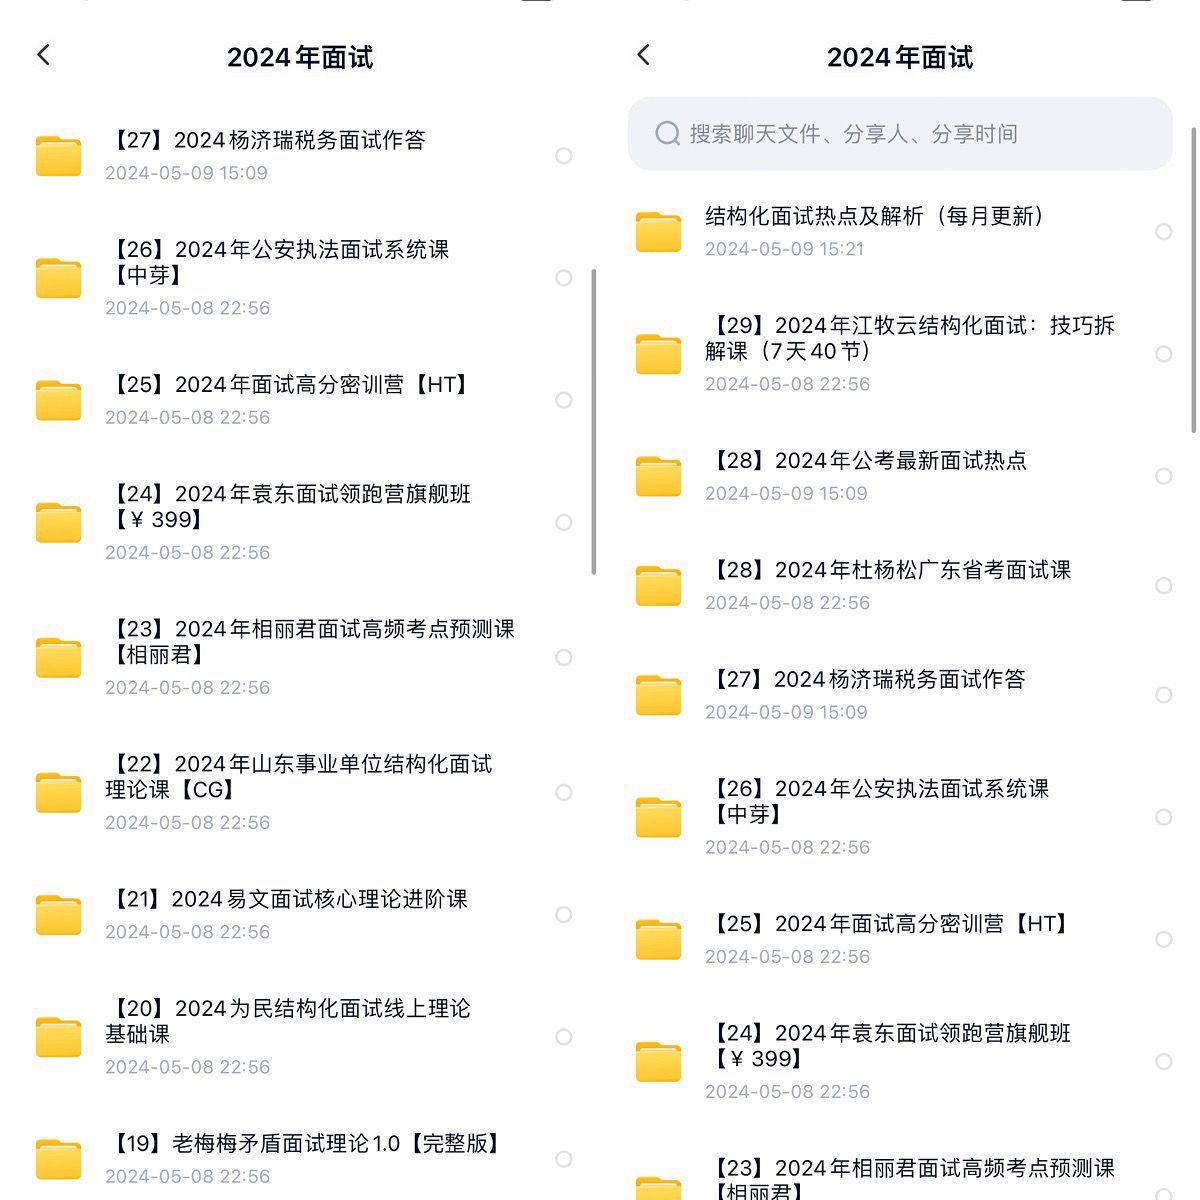 2024年面试
【27】2024杨济瑞税务面试作答
2024-05-09 15:09
【26】2024年公安执法面试系统课
【中芽】
2024-05-08 22:56
【25】2024年面试高分密训营【HT】
2024-05-08 22:56
【24】2024年袁东面试领跑营旗舰班
【¥ 399】
2024-05-08 22:56
【23】2024年相丽君面试高频考点预测课
【相丽君】
2024-05-08 22:56
【22】2024年山东事业单位结构化面试
理论课【CG】
2024-05-08 22:56
【21】2024易文面试核心理论进阶课
2024-05-08 22:56
【20】2024为民结构化面试线上理论
基础课
2024-05-08 22:56
【19】老梅梅矛盾面试理论1.0【完整版】
2024-05-08 22:56
2024年面试
搜索聊天文件、分享人、分享时间
结构化面试热点及解析（每月更新）
2024-05-09 15:21
【29】2024年江牧云结构化面试：技巧拆
解课（7天40节）
2024-05-08 22:56
【28】2024年公考最新面试热点
2024-05-09 15:09
【28】2024年杜杨松广东省考面试课
2024-05-08 22:56
【27】2024杨济瑞税务面试作答
2024-05-09 15:09
【26】2024年公安执法面试系统课
【中芽】
2024-05-08 22:56
【25】2024年面试高分密训营【HT】
2024-05-08 22:56
【24】2024年袁东面试领跑营旗舰班
【¥ 399】
2024-05-08 22:56
【23】2024年相丽君面试高频考点预测课
【相丽君】